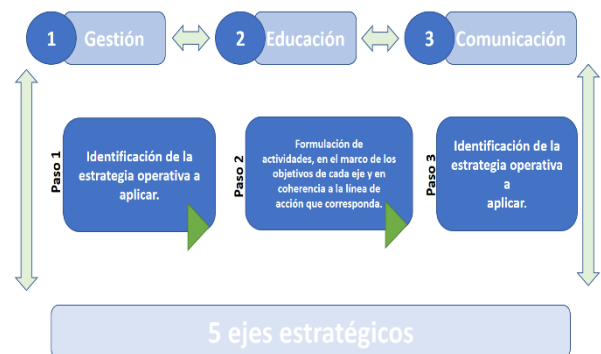 1 Gestión 2 Educación 3 Comunicación
Paso 1
Identificación de la
estrategia operativa a
aplicar.
Paso 2
Formulación de
actividades, en el marco de los
objetivos de cada eje y en
coherencia a la línea de
acción que corresponda.
Paso 3
Identificación de la
estrategia operativa
a
aplicar.
5 ejes estratégicos